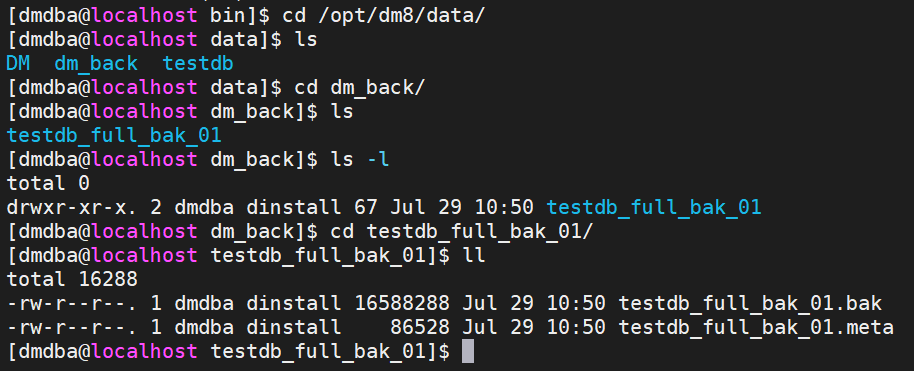 [dmdba@localhost bin]$ cd /opt/dm8/data/
[dmdba@localhost data]$ ls
DM  dm_back  testdb
[dmdba@localhost data]$ cd dm_back/
[dmdba@localhost dm_back]$ ls
testdb_full_bak_01
[dmdba@localhost dm_back]$ ls -l
total 0
drwxr-xr-x. 2 dmdba dinstall 67 Jul 29 10:50 testdb_full_bak_01
[dmdba@localhost dm_back]$ cd testdb_full_bak_01/
[dmdba@localhost testdb_full_bak_01]$ ll
total 16288
-rw-r--r--. 1 dmdba dinstall 16588288 Jul 29 10:50 testdb_full_bak_01.bak
-rw-r--r--. 1 dmdba dinstall    86528 Jul 29 10:50 testdb_full_bak_01.meta
[dmdba@localhost testdb_full_bak_01]$